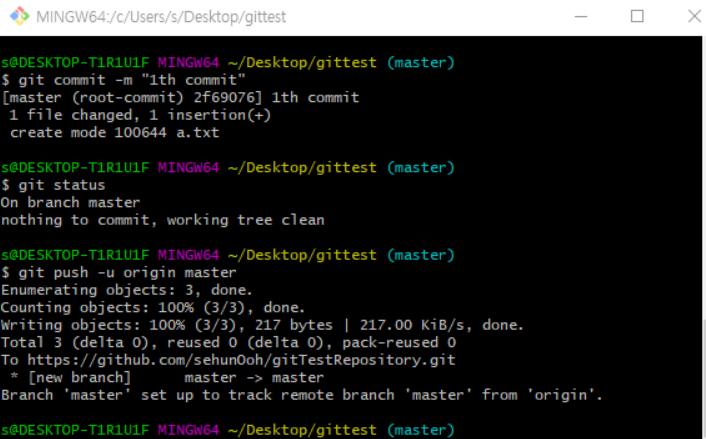 MINGW64:/c/Users/s/Desktop/gittest
s@DESKTOP-T1R1U1F MINGW64 ~/Desktop/gittest (master)
$ git commit -m "1th commit"
[master (root-commit) 2f69076] 1th commit
 1 file changed, 1 insertion(+)
 create mode 100644 a.txt
s@DESKTOP-T1R1U1F MINGW64 ~/Desktop/gittest (master)
$ git status
On branch master
nothing to commit, working tree clean
s@DESKTOP-T1R1U1F MINGW64 ~/Desktop/gittest (master)
$ git push -u origin master
Enumerating objects: 3, done.
Counting objects: 100% (3/3), done.
Writing objects: 100% (3/3), 217 bytes | 217.00 KiB/s, done.
Total 3 (delta 0), reused 0 (delta 0), pack-reused 0
To https://github.com/sehunOoh/gitTestRepository.git
 * [new branch]      master -> master
Branch 'master' set up to track remote branch 'master' from 'origin'.
s@DESKTOP-T1R1U1F MINGW64 ~/Desktop/gittest (master)